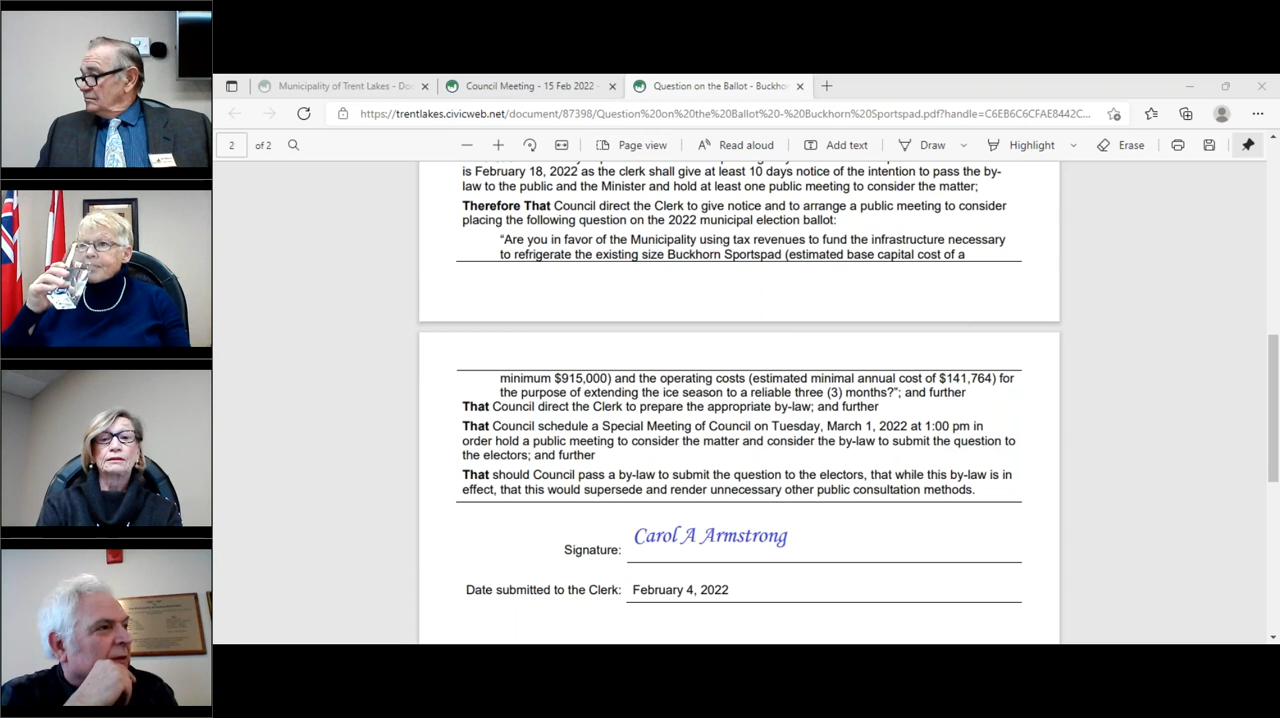 Municipality of Trent Lakes - Doc
Council Meeting - 15 Feb 2022
Question on the Ballot - Buckhor
https://trentlakes.civicweb.net/document/87398/Question%20on%20the%20Ballot%20-%20Buckhorn%20Sportspad.pdf?handle=C6EB6C6CFAE8442C...
2 of 2 Page view Read aloud Add text Draw Highlight Erase
is February 18, 2022 as the clerk shall give at least 10 days notice of the intention to pass the by-
law to the public and the Minister and hold at least one public meeting to consider the matter;
Therefore That Council direct the Clerk to give notice and to arrange a public meeting to consider
placing the following question on the 2022 municipal election ballot:
“Are you in favor of the Municipality using tax revenues to fund the infrastructure necessary
to refrigerate the existing size Buckhorn Sportspad (estimated base capital cost of a
minimum $915,000) and the operating costs (estimated minimal annual cost of $141,764) for
the purpose of extending the ice season to a reliable three (3) months?”; and further
That Council direct the Clerk to prepare the appropriate by-law; and further
That Council schedule a Special Meeting of Council on Tuesday, March 1, 2022 at 1:00 pm in
order hold a public meeting to consider the matter and consider the by-law to submit the question to
the electors; and further
That should Council pass a by-law to submit the question to the electors, that while this by-law is in
effect, that this would supersede and render unnecessary other public consultation methods.
Signature: Carol A Armstrong
Date submitted to the Clerk: February 4, 2022